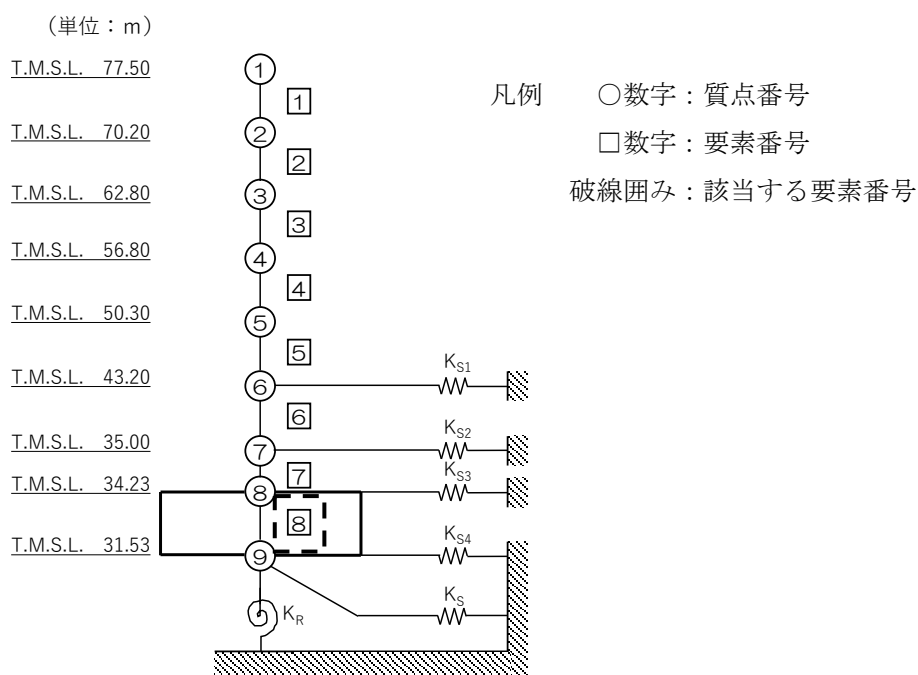 （単位：m）
T.M.S.L. 77.50
T.M.S.L. 70.20
T.M.S.L. 62.80
T.M.S.L. 56.80
T.M.S.L. 50.30
T.M.S.L. 43.20
T.M.S.L. 35.00
T.M.S.L. 34.23
T.M.S.L. 31.53
①
1
②
2
③
3
④
4
⑤
5
⑥
6
⑦
7
⑧
8
⑨
KS1
KS2
KS3
KS4
KS
KR
凡例 ○数字：質点番号
□数字：要素番号
破線囲み：該当する要素番号